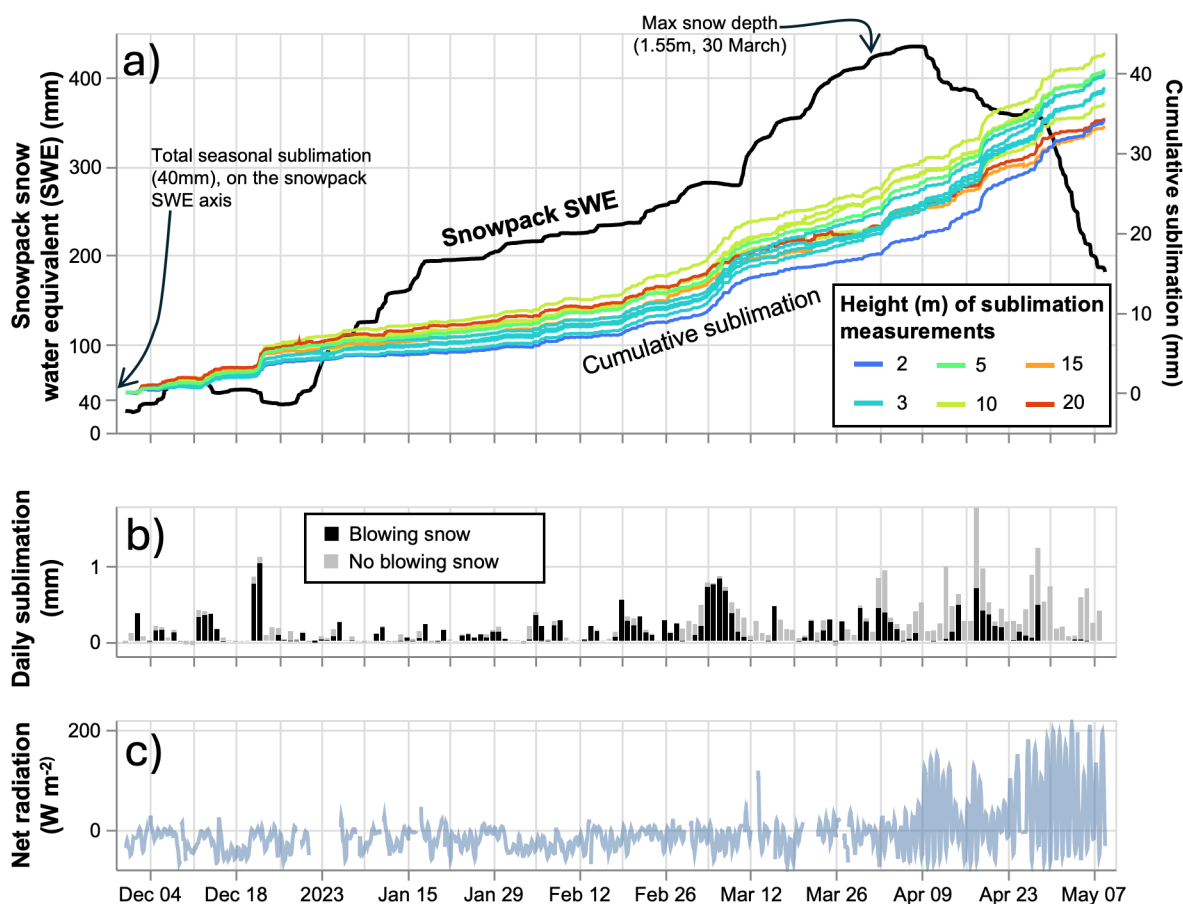 Max snow depth
(1.55m, 30 March)
a)
Snowpack snow
water equivalent (SWE) (mm)
400
300
200
100
40
0
Total seasonal sublimation
(40mm), on the snowpack
SWE axis
Snowpack SWE
Cumulative sublimation
Cumulative sublimation (mm)
40
30
20
10
0
Height (m) of sublimation
measurements
2 5 15
3 10 20
b)
Daily sublimation
(mm)
1
0
Blowing snow
No blowing snow
c)
Net radiation
(W m⁻²)
200
0
Dec 04 Dec 18 2023 Jan 15 Jan 29 Feb 12 Feb 26 Mar 12 Mar 26 Apr 09 Apr 23 May 07